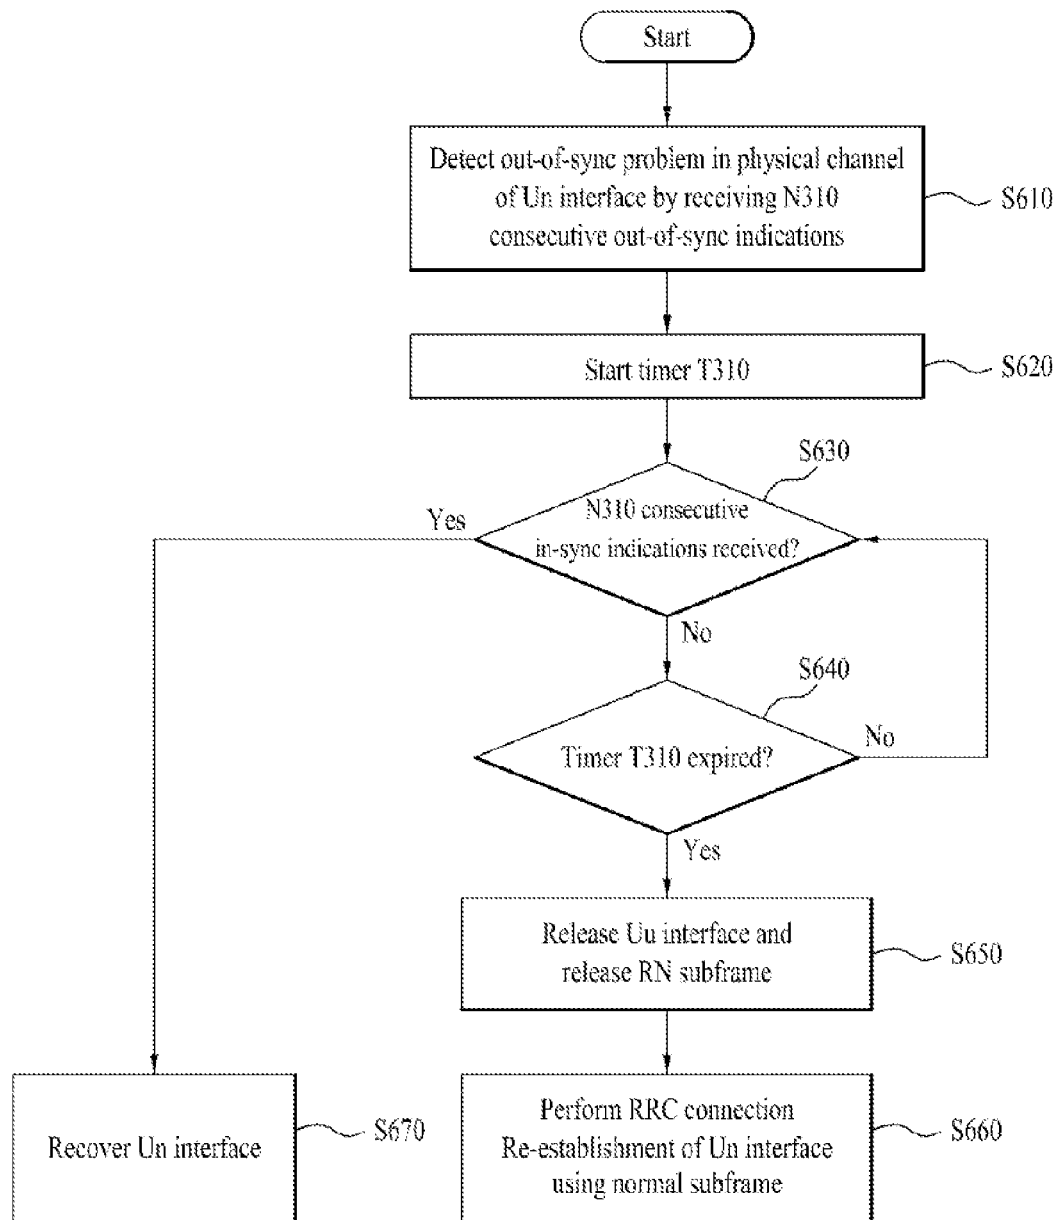 Start
Detect out-of-sync problem in physical channel
of Un interface by receiving N310
consecutive out-of-sync indications
S610
Start timer T310
S620
S630
N310 consecutive
in-sync indications received?
Yes
No
S640
Timer T310 expired?
No
Yes
Release Uu interface and
release RN subframe
S650
Recover Un interface
S670
Perform RRC connection
Re-establishment of Un interface
using normal subframe
S660